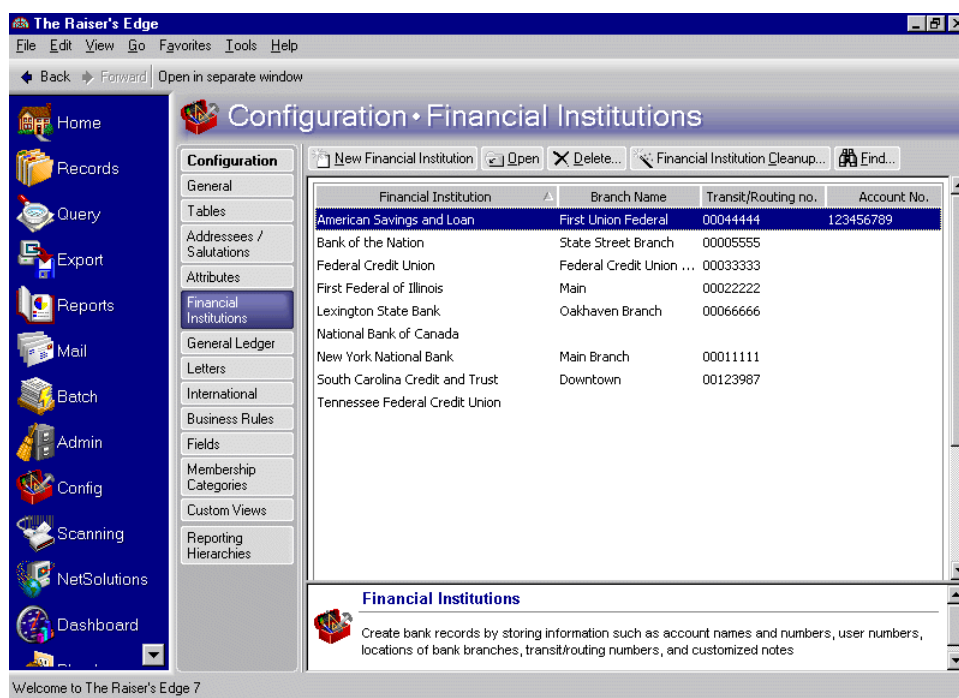 The Raiser's Edge
File Edit View Go Favorites Tools Help
Back Forward Open in separate window
Home
Records
Query
Export
Reports
Mail
Batch
Admin
Config
Scanning
NetSolutions
Dashboard
Configuration • Financial Institutions
Configuration
General
Tables
Addressees /
Salutations
Attributes
Financial
Institutions
General Ledger
Letters
International
Business Rules
Fields
Membership
Categories
Custom Views
Reporting
Hierarchies
New Financial Institution Open Delete... Financial Institution Cleanup... Find...
Financial Institution Branch Name Transit/Routing no. Account No.
American Savings and Loan First Union Federal 00044444 123456789
Bank of the Nation State Street Branch 00005555
Federal Credit Union Federal Credit Union ... 00033333
First Federal of Illinois Main 00022222
Lexington State Bank Oakhaven Branch 00066666
National Bank of Canada
New York National Bank Main Branch 00011111
South Carolina Credit and Trust Downtown 00123987
Tennessee Federal Credit Union
Financial Institutions
Create bank records by storing information such as account names and numbers, user numbers,
locations of bank branches, transit/routing numbers, and customized notes
Welcome to The Raiser's Edge 7